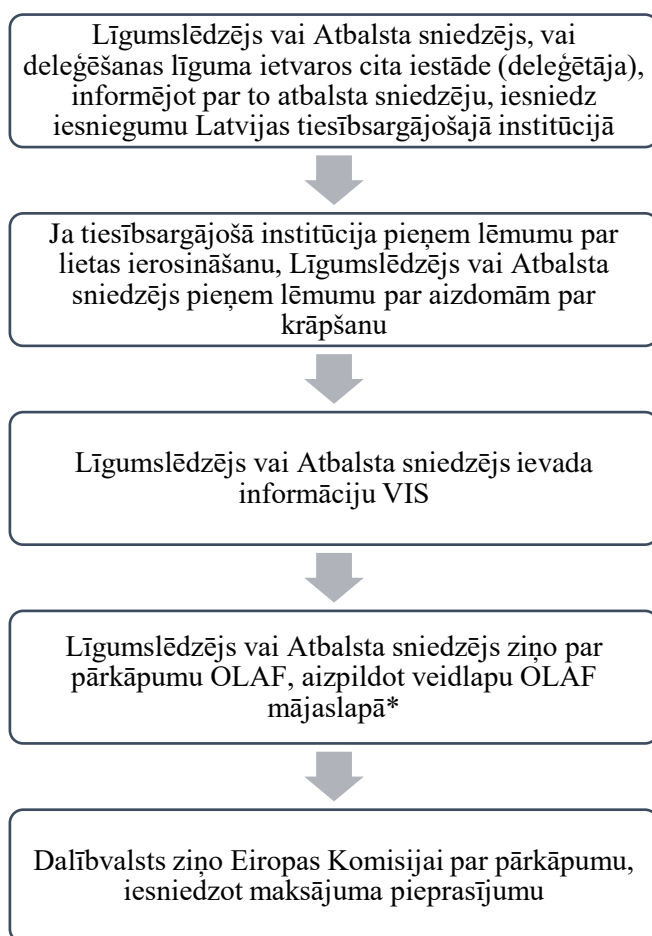 Līgumslēdzējs vai Atbalsta sniedzējs, vai
deleģēšanas līguma ietvaros cita iestāde (deleģētāja),
informējot par to atbalsta sniedzēju, iesniedz
iesniegumu Latvijas tiesībsargājošajā institūcijā
Ja tiesībsargājošā institūcija pieņem lēmumu par
lietas ierosināšanu, Līgumslēdzējs vai Atbalsta
sniedzējs pieņem lēmumu par aizdomām par
krāpšanu
Līgumslēdzējs vai Atbalsta sniedzējs ievada
informāciju VIS
Līgumslēdzējs vai Atbalsta sniedzējs ziņo par
pārkāpumu OLAF, aizpildot veidlapu OLAF
mājaslapā*
Dalībvalsts ziņo Eiropas Komisijai par pārkāpumu,
iesniedzot maksājuma pieprasījumu